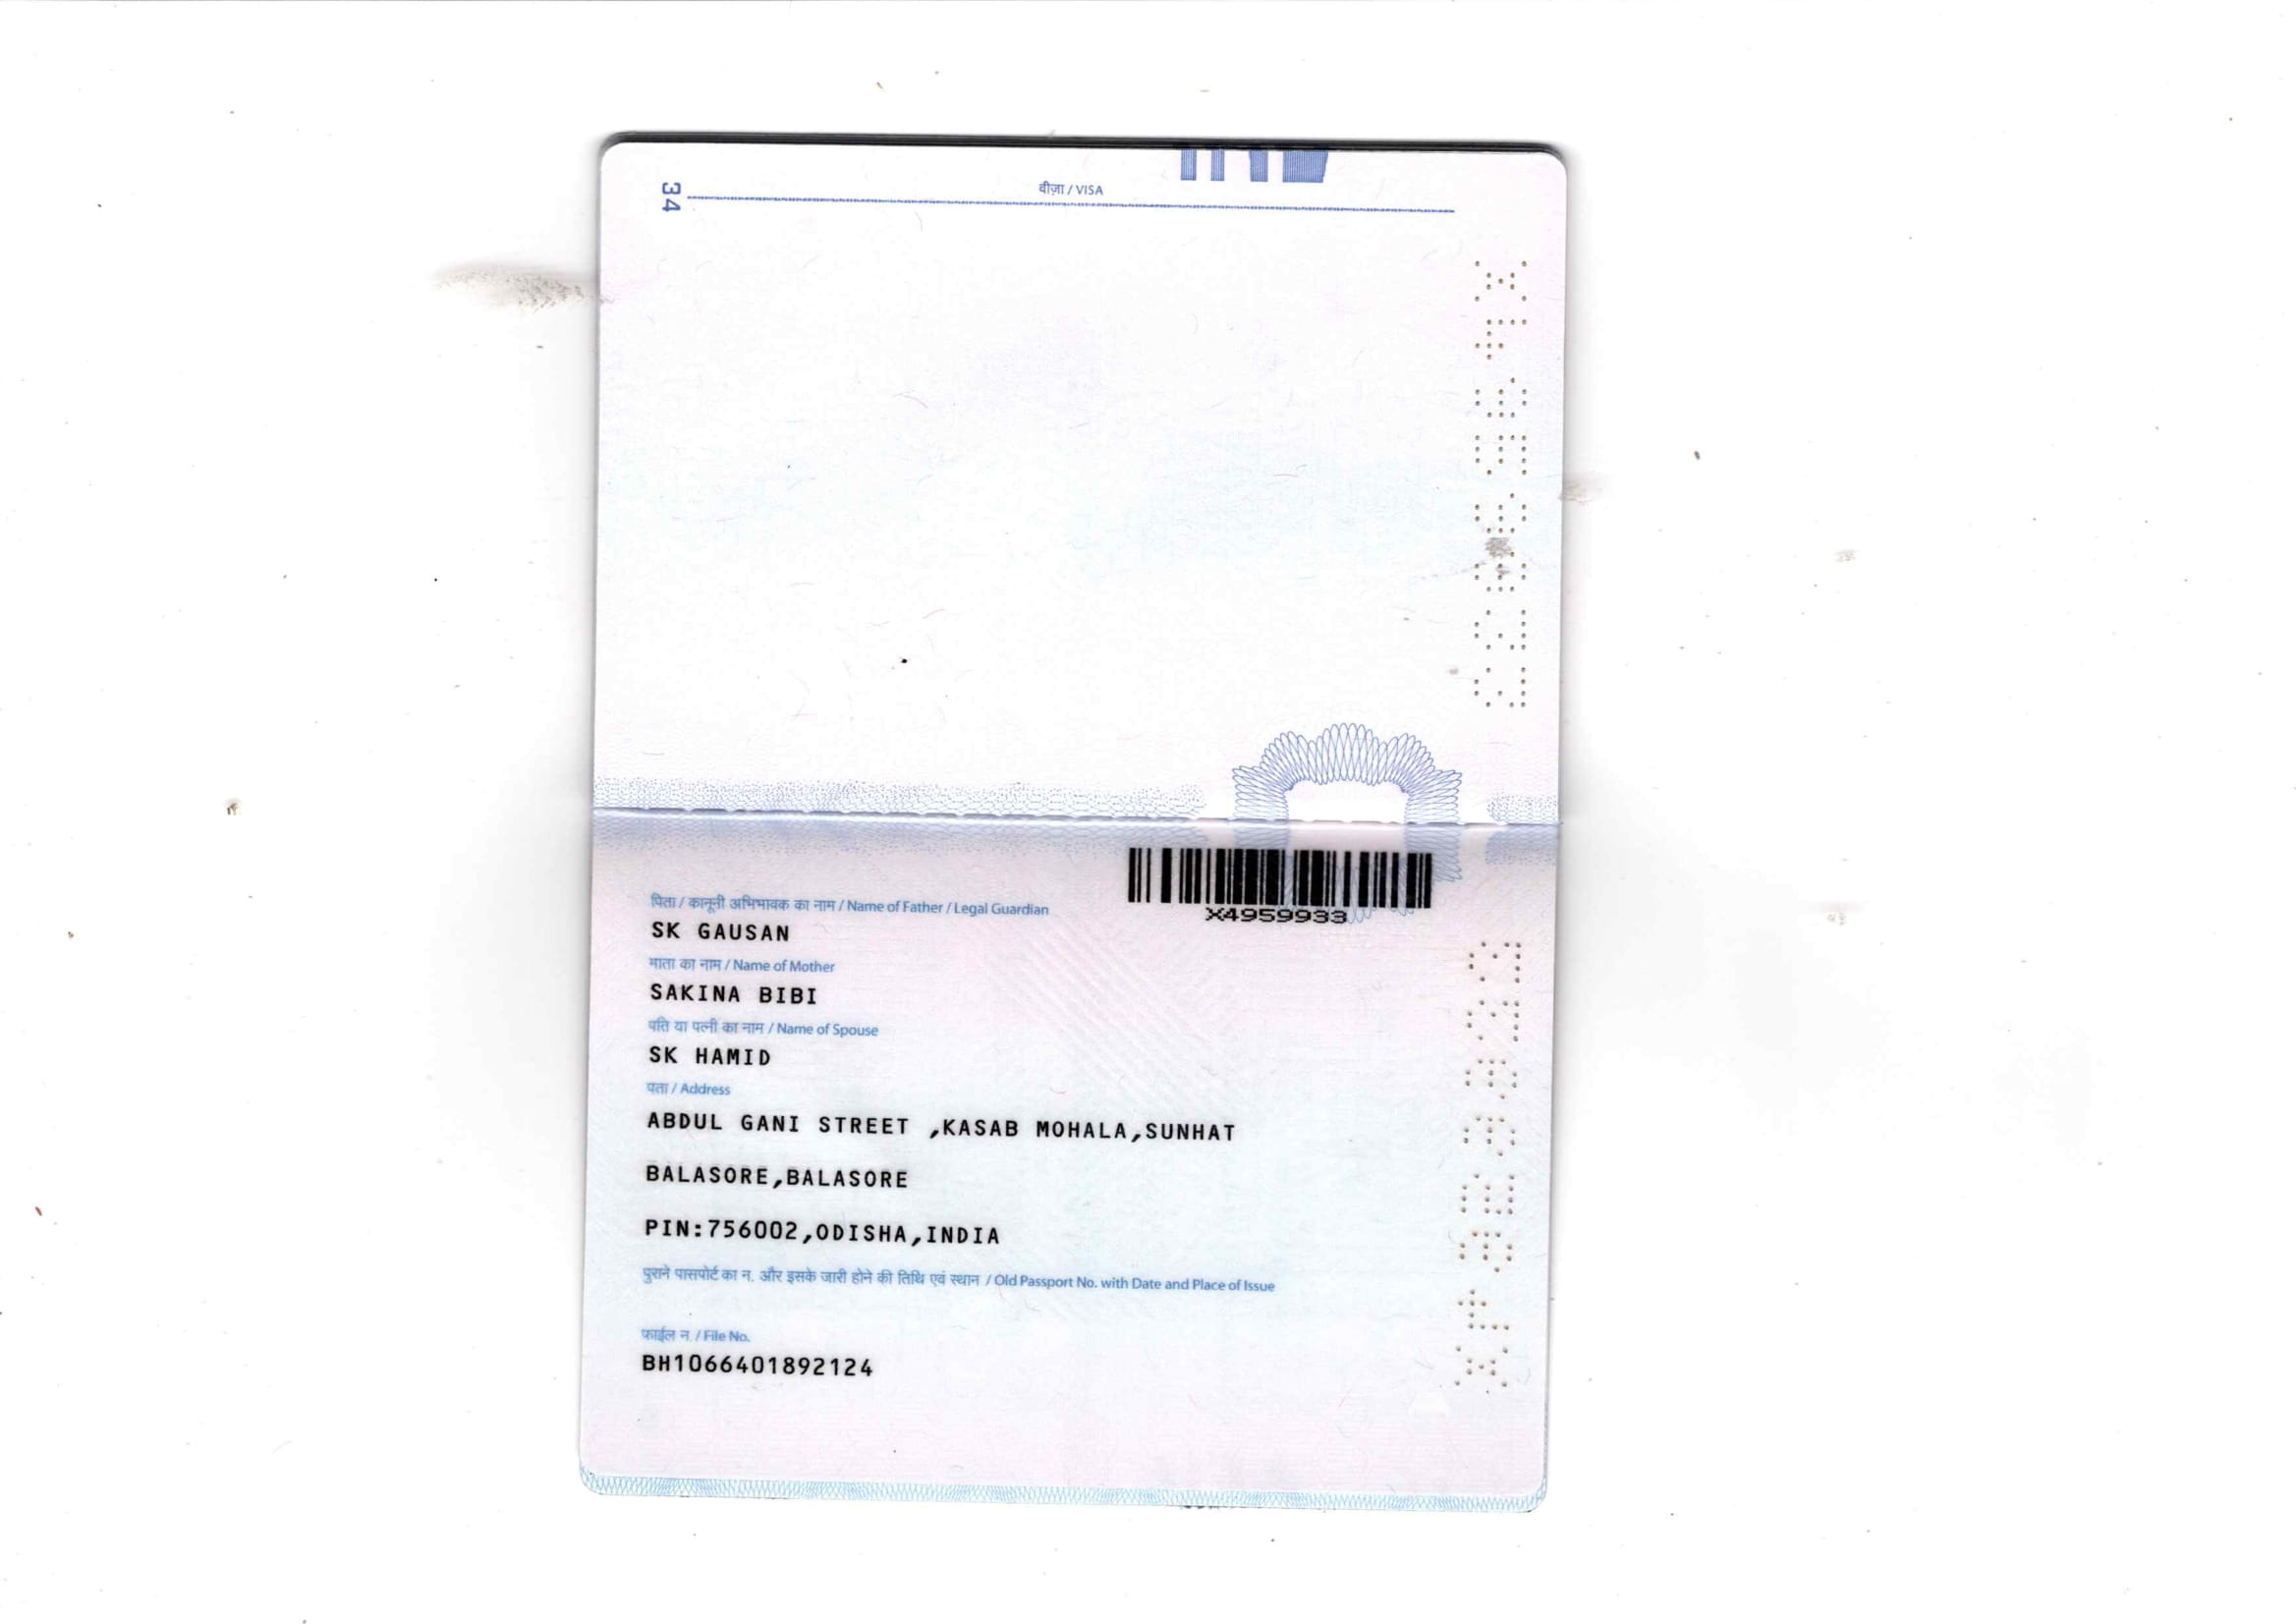 34
वीज़ा / VISA
X4959933
X4959933
पिता / कानूनी अभिभावक का नाम / Name of Father / Legal Guardian
SK GAUSAN
माता का नाम / Name of Mother
SAKINA BIBI
पति या पत्नी का नाम / Name of Spouse
SK HAMID
पता / Address
ABDUL GANI STREET ,KASAB MOHALA,SUNHAT
BALASORE,BALASORE
PIN:756002,ODISHA,INDIA
पुराने पासपोर्ट का न. और इसके जारी होने की तिथि एवं स्थान / Old Passport No. with Date and Place of Issue
फाईल न. / File No.
BH1066401892124
X4959933